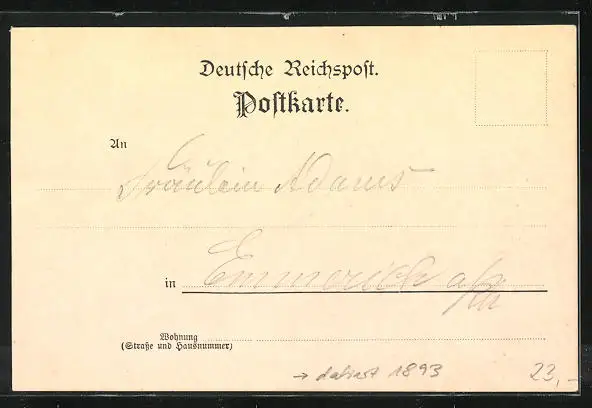 Deutsche Reichspost.
Postkarte.
An
Fräulein Adams
in Emmerich a/Rh
Wohnung
(Straße und Hausnummer)
→ datiert 1893
23,-